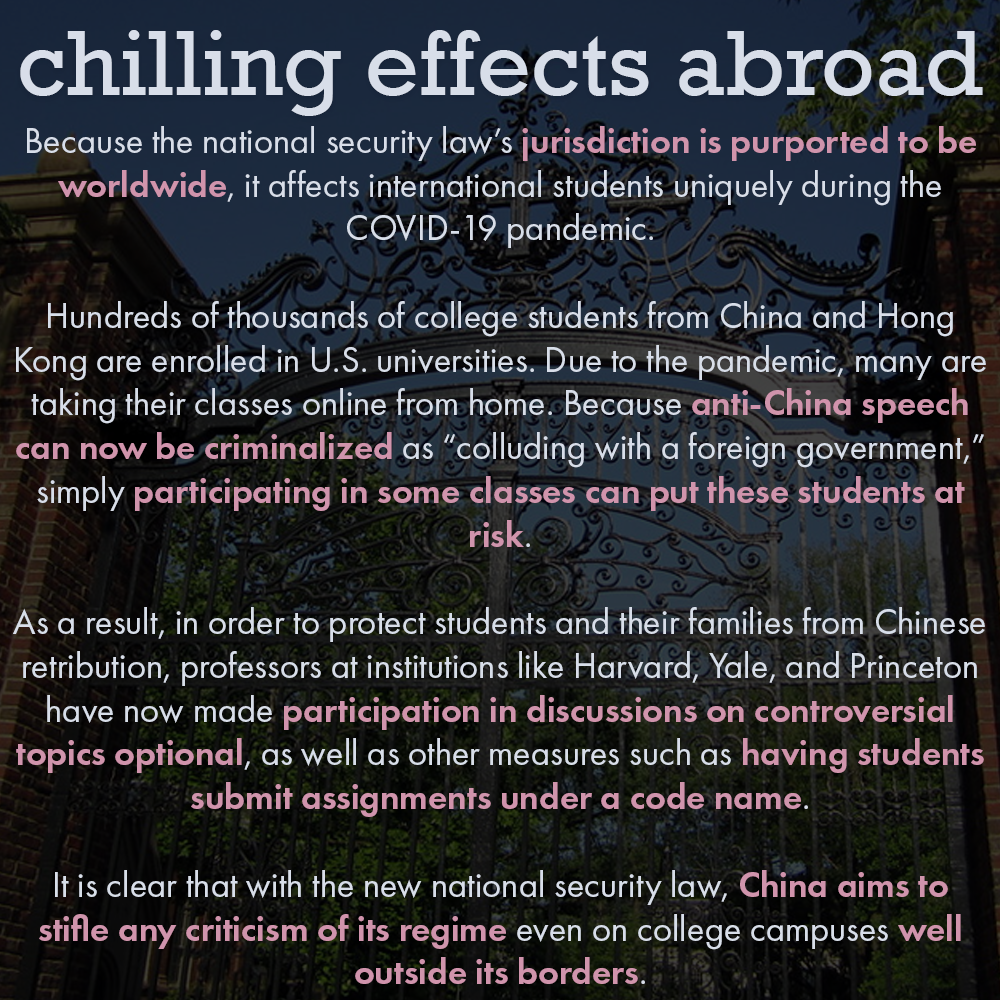 chilling effects abroad
Because the national security law’s jurisdiction is purported to be
worldwide, it affects international students uniquely during the
COVID-19 pandemic.
Hundreds of thousands of college students from China and Hong
Kong are enrolled in U.S. universities. Due to the pandemic, many are
taking their classes online from home. Because anti-China speech
can now be criminalized as “colluding with a foreign government,”
simply participating in some classes can put these students at
risk.
As a result, in order to protect students and their families from Chinese
retribution, professors at institutions like Harvard, Yale, and Princeton
have now made participation in discussions on controversial
topics optional, as well as other measures such as having students
submit assignments under a code name.
It is clear that with the new national security law, China aims to
stifle any criticism of its regime even on college campuses well
outside its borders.